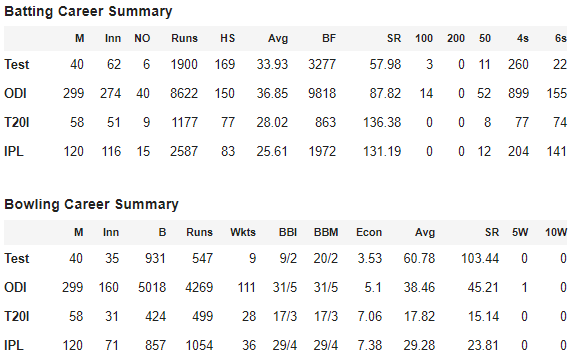 Batting Career Summary
M Inn NO Runs HS Avg BF SR 100 200 50 4s 6s
Test 40 62 6 1900 169 33.93 3277 57.98 3 0 11 260 22
ODI 299 274 40 8622 150 36.85 9818 87.82 14 0 52 899 155
T20I 58 51 9 1177 77 28.02 863 136.38 0 0 8 77 74
IPL 120 116 15 2587 83 25.61 1972 131.19 0 0 12 204 141
Bowling Career Summary
M Inn B Runs Wkts BBI BBM Econ Avg SR 5W 10W
Test 40 35 931 547 9 9/2 20/2 3.53 60.78 103.44 0 0
ODI 299 160 5018 4269 111 31/5 31/5 5.1 38.46 45.21 1 0
T20I 58 31 424 499 28 17/3 17/3 7.06 17.82 15.14 0 0
IPL 120 71 857 1054 36 29/4 29/4 7.38 29.28 23.81 0 0